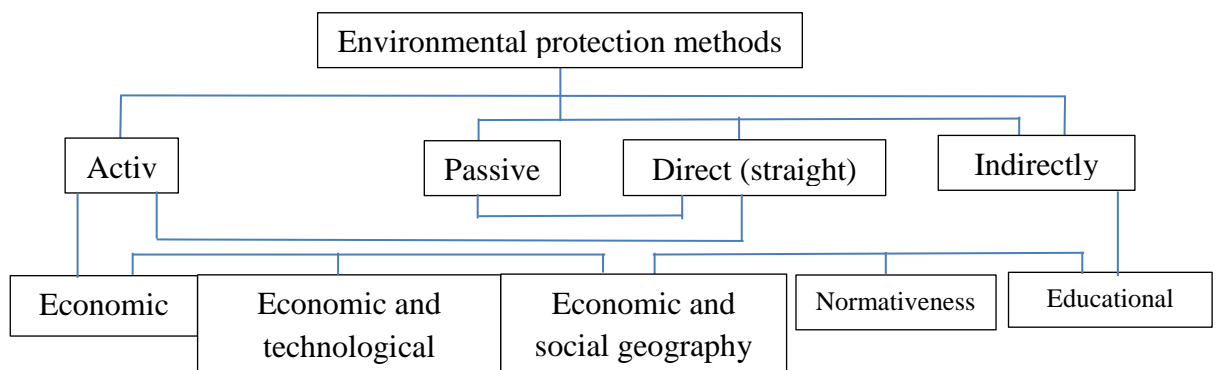 Environmental protection methods
Activ
Passive
Direct (straight)
Indirectly
Economic
Economic and
technological
Economic and
social geography
Normativeness
Educational